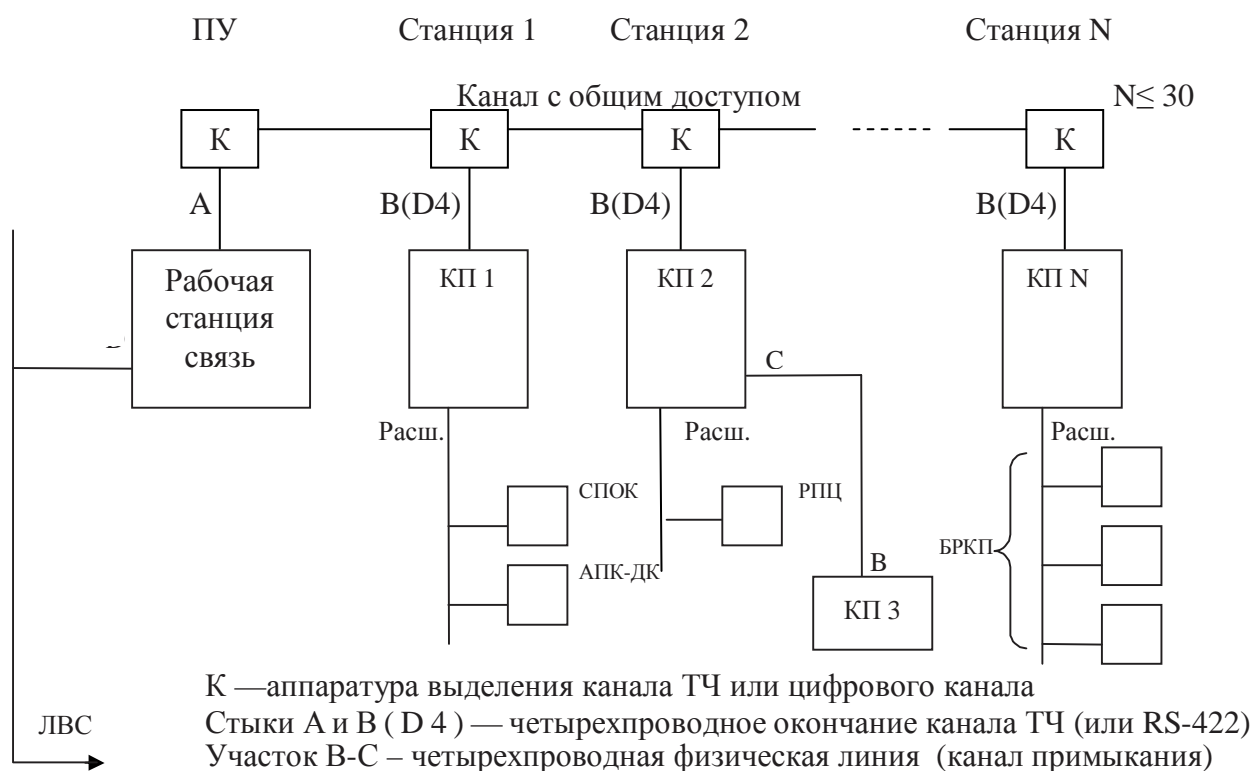 ПУ
Станция 1
Станция 2
Станция N
Канал с общим доступом
N≤ 30
К
К
К
К
А
В(D4)
В(D4)
В(D4)
Рабочая
станция
связь
КП 1
КП 2
КП N
С
Расш.
Расш.
Расш.
СПОК
РПЦ
БРКП
АПК-ДК
В
КП 3
К —аппаратура выделения канала ТЧ или цифрового канала
ЛВС
Стыки А и В ( D 4 ) — четырехпроводное окончание канала ТЧ (или RS-422)
Участок В-С – четырехпроводная физическая линия (канал примыкания)